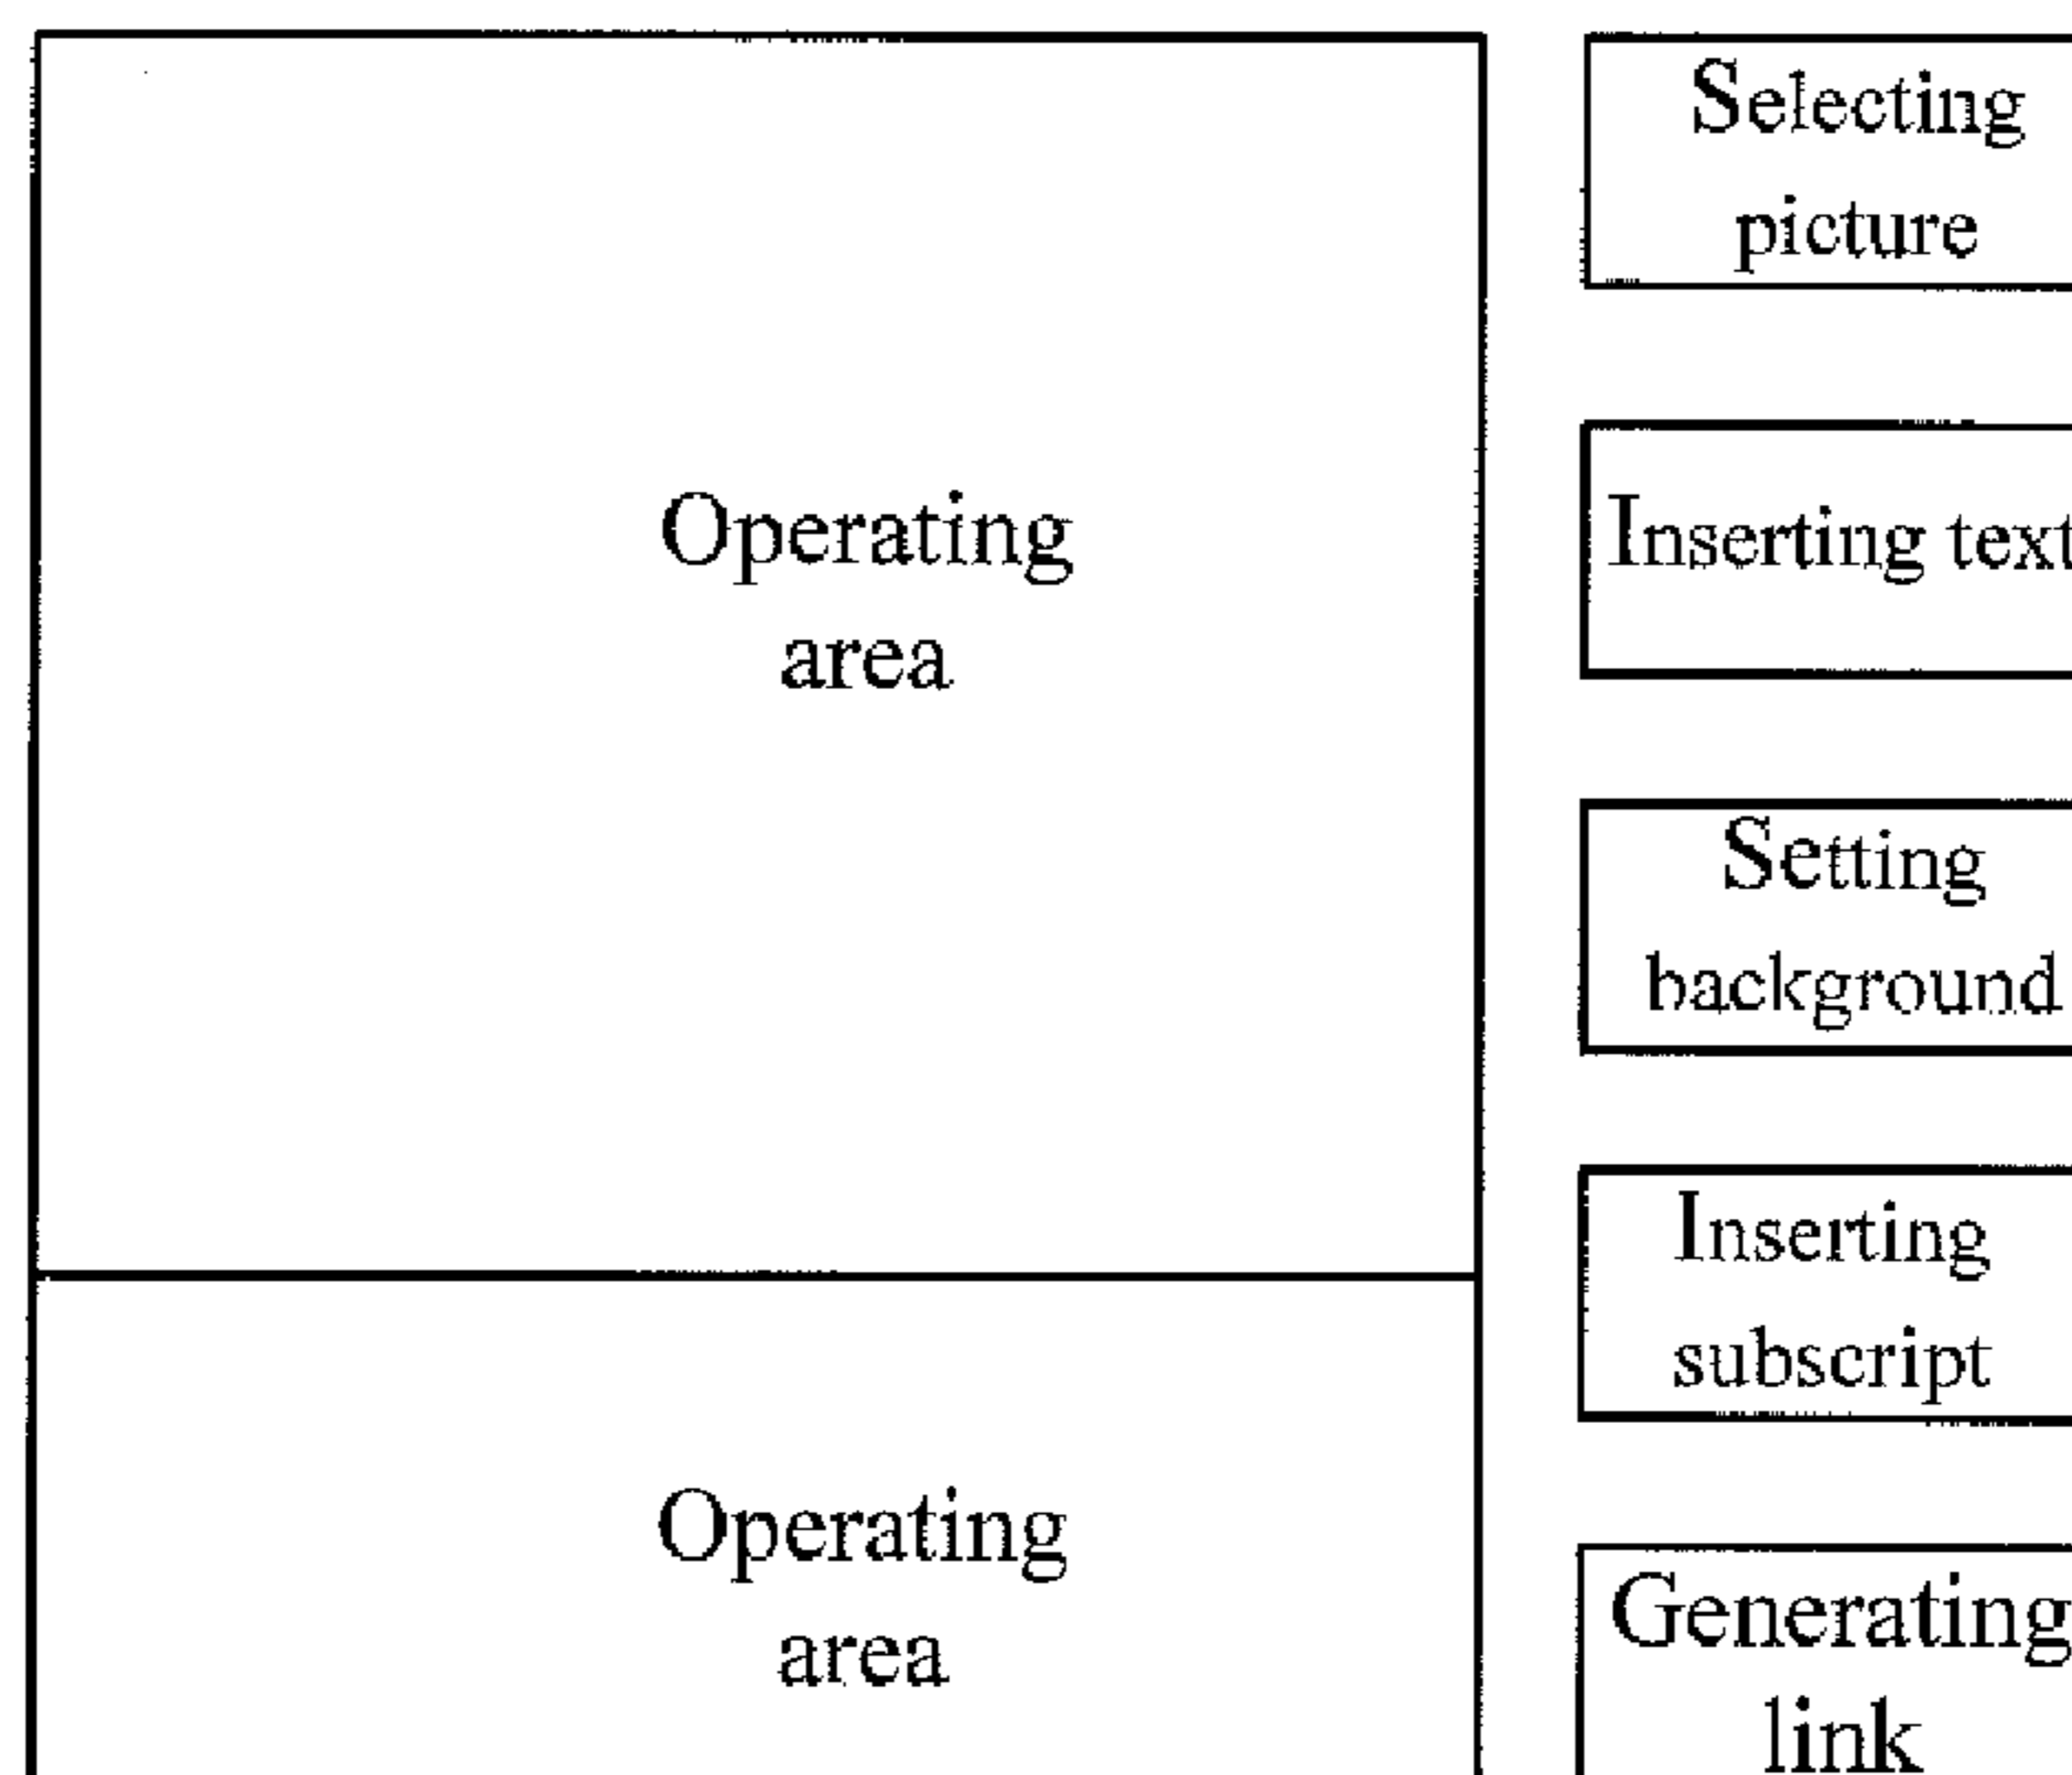 Operating
area
Operating
area
Selecting
picture
Inserting text
Setting
background
Inserting
subscript
Generating
link